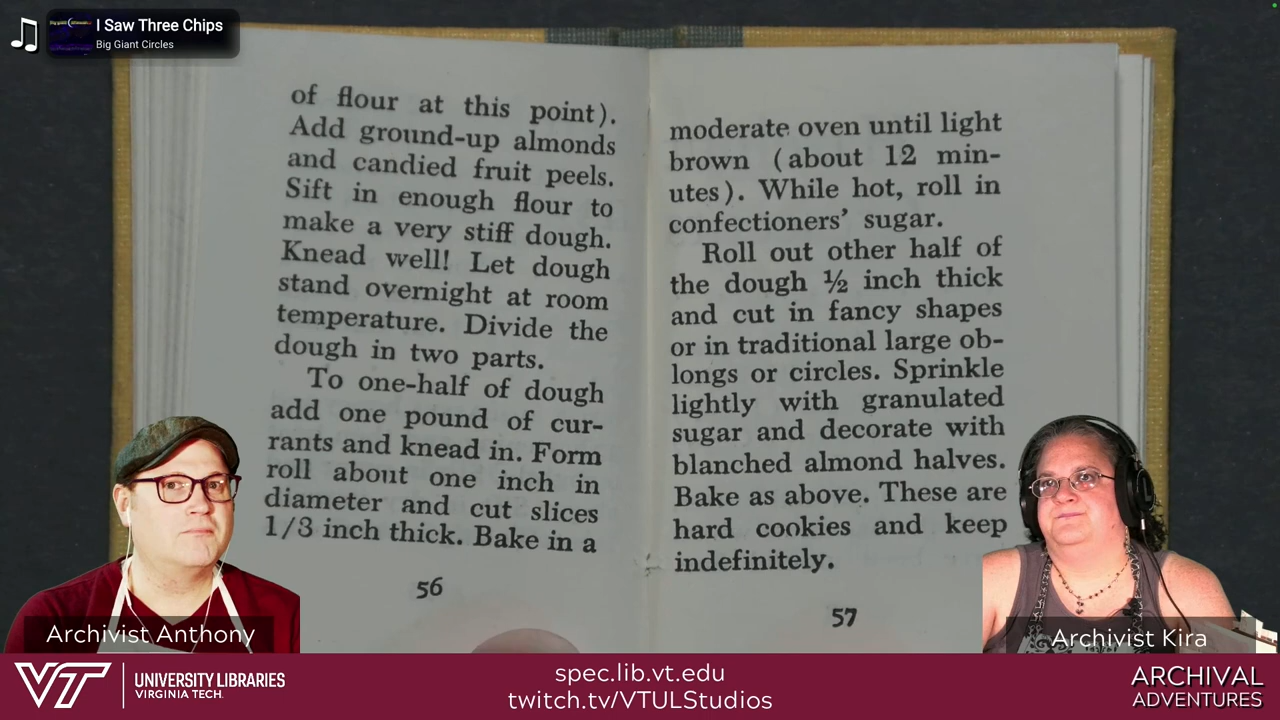 I Saw Three Chips
Big Giant Circles
of flour at this point).
Add ground-up almonds
and candied fruit peels.
Sift in enough flour to
make a very stiff dough.
Knead well! Let dough
stand overnight at room
temperature. Divide the
dough in two parts.
To one-half of dough
add one pound of cur-
rants and knead in. Form
roll about one inch in
diameter and cut slices
1/3 inch thick. Bake in a
56
moderate oven until light
brown (about 12 min-
utes). While hot, roll in
confectioners' sugar.
Roll out other half of
the dough ½ inch thick
and cut in fancy shapes
or in traditional large ob-
longs or circles. Sprinkle
lightly with granulated
sugar and decorate with
blanched almond halves.
Bake as above. These are
hard cookies and keep
indefinitely.
57
Archivist Anthony
Archivist Kira
VT
UNIVERSITY LIBRARIES
VIRGINIA TECH
spec.lib.vt.edu
twitch.tv/VTULStudios
ARCHIVAL
ADVENTURES